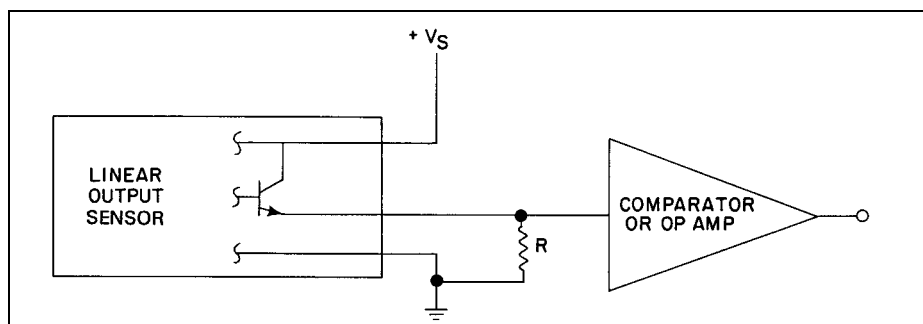 + VS
LINEAR
OUTPUT
SENSOR
R
COMPARATOR
OR OP AMP